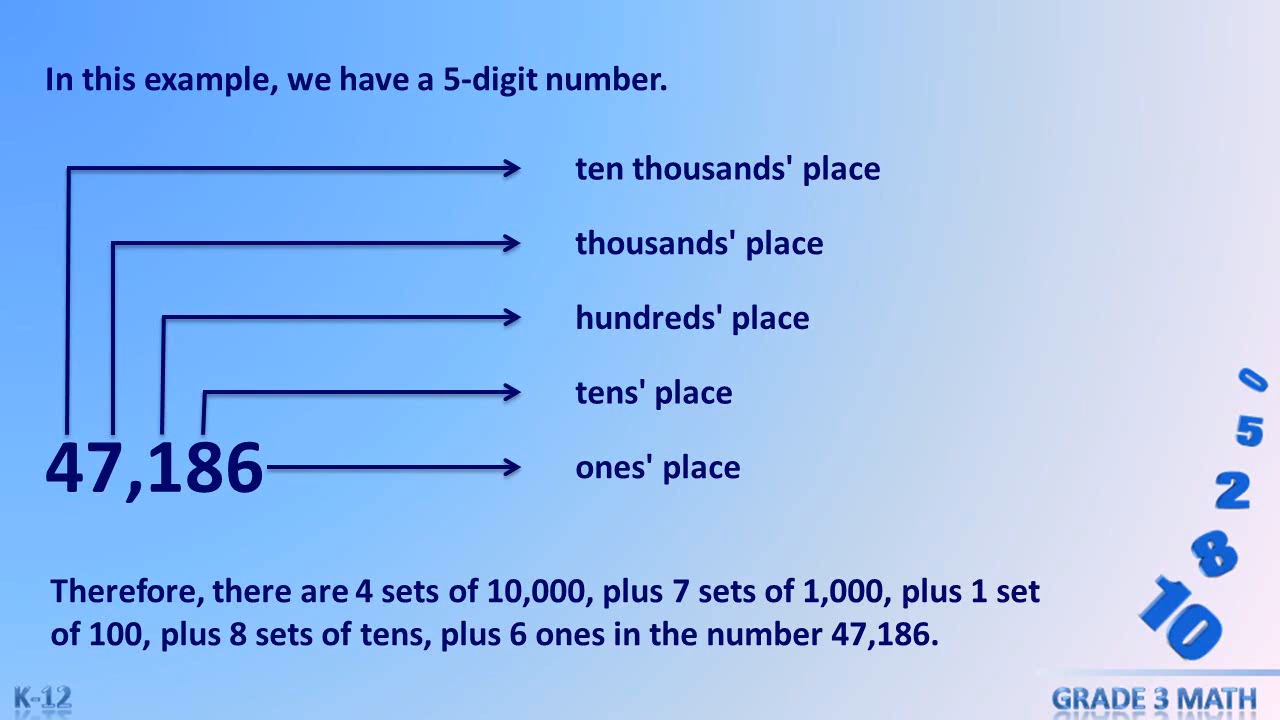 In this example, we have a 5-digit number.
ten thousands' place
thousands' place
hundreds' place
tens' place
47,186
ones' place
Therefore, there are 4 sets of 10,000, plus 7 sets of 1,000, plus 1 set
of 100, plus 8 sets of tens, plus 6 ones in the number 47,186.
0
5
2
8
10
K-12
GRADE 3 MATH